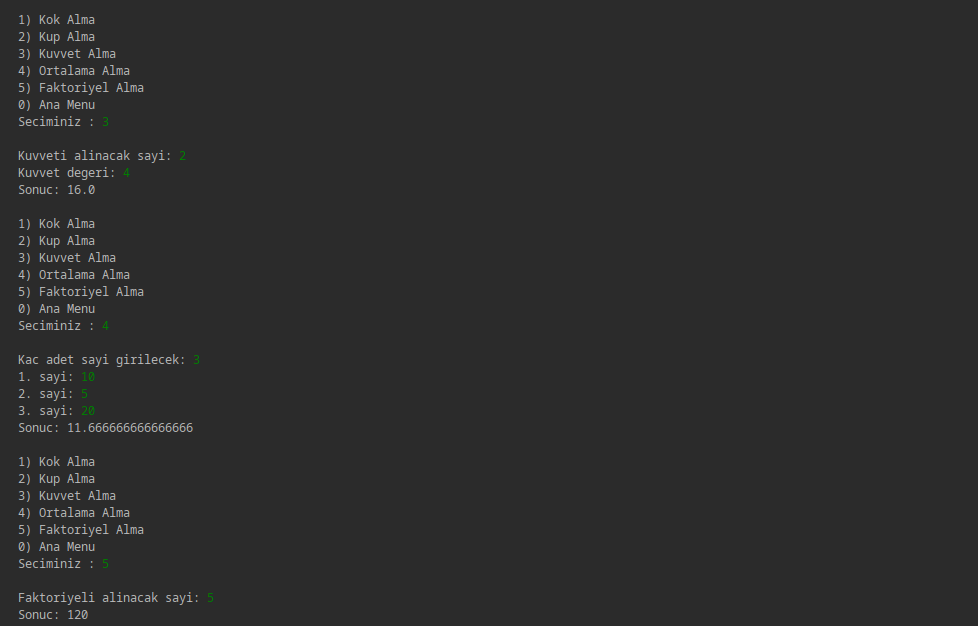 1) Kok Alma
2) Kup Alma
3) Kuvvet Alma
4) Ortalama Alma
5) Faktoriyel Alma
0) Ana Menu
Seciminiz : 3
Kuvveti alinacak sayi: 2
Kuvvet degeri: 4
Sonuc: 16.0
1) Kok Alma
2) Kup Alma
3) Kuvvet Alma
4) Ortalama Alma
5) Faktoriyel Alma
0) Ana Menu
Seciminiz : 4
Kac adet sayi girilecek: 3
1. sayi: 10
2. sayi: 5
3. sayi: 20
Sonuc: 11.666666666666666
1) Kok Alma
2) Kup Alma
3) Kuvvet Alma
4) Ortalama Alma
5) Faktoriyel Alma
0) Ana Menu
Seciminiz : 5
Faktoriyeli alinacak sayi: 5
Sonuc: 120